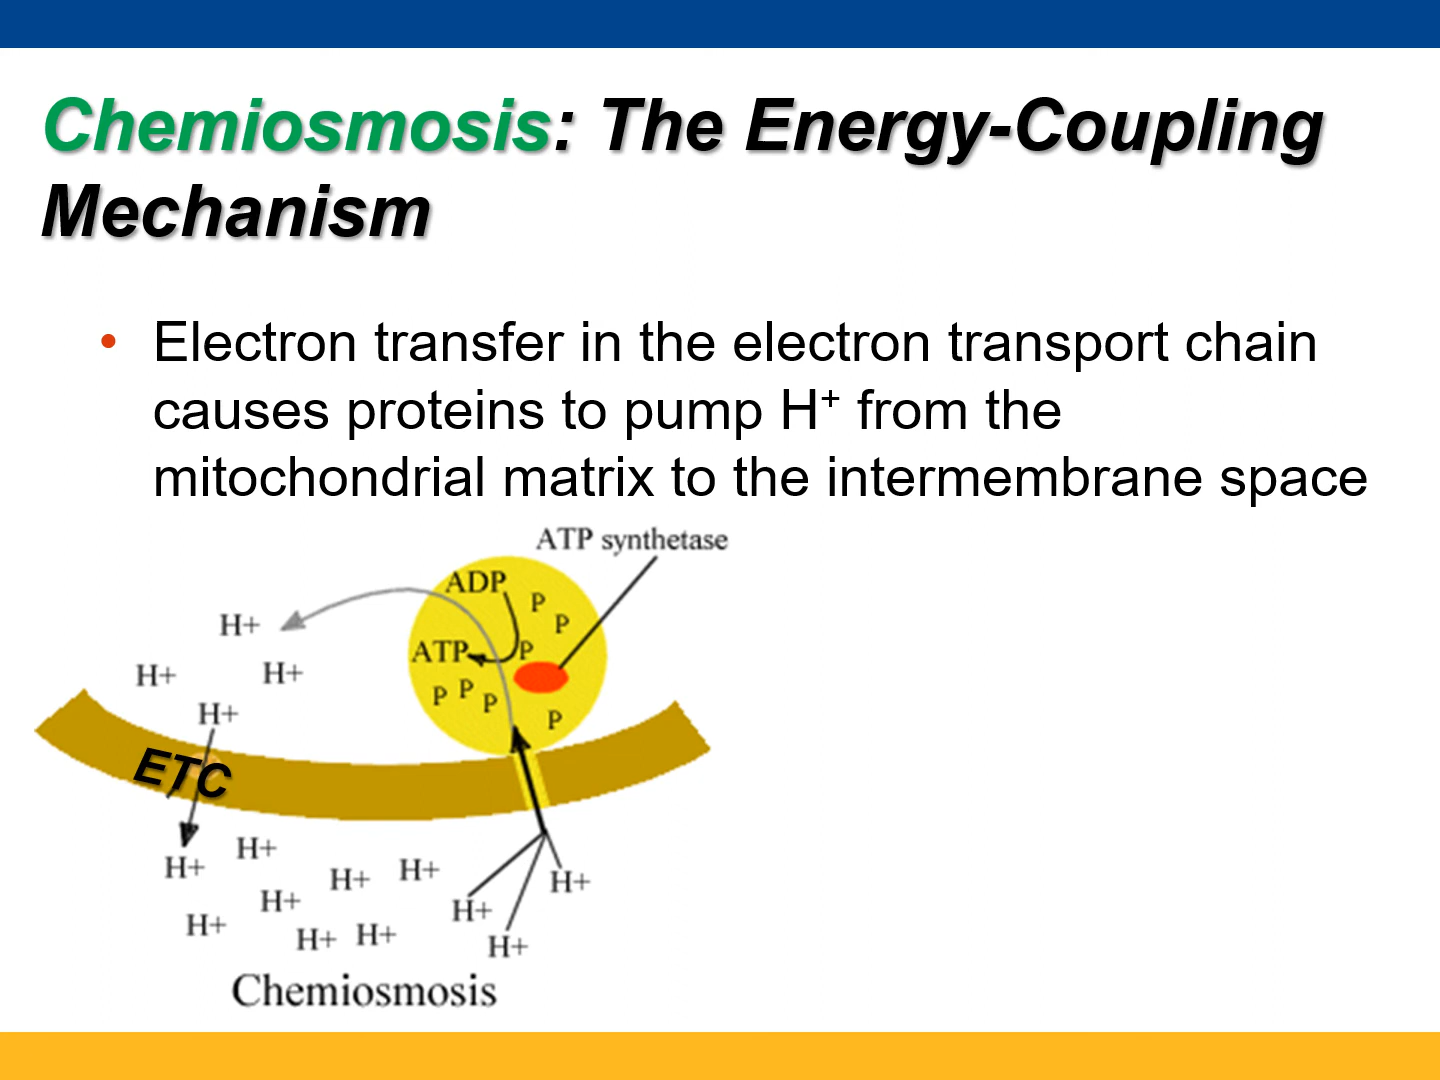 Chemiosmosis: The Energy-Coupling
Mechanism
• Electron transfer in the electron transport chain
causes proteins to pump H⁺ from the
mitochondrial matrix to the intermembrane space
ATP synthetase
ADP
P
P
H+
ATP
P
H+
H+
P
P
P
H+
P
ETC
H+
H+
H+
H+
H+
H+
H+
H+
H+
H+
H+
Chemiosmosis